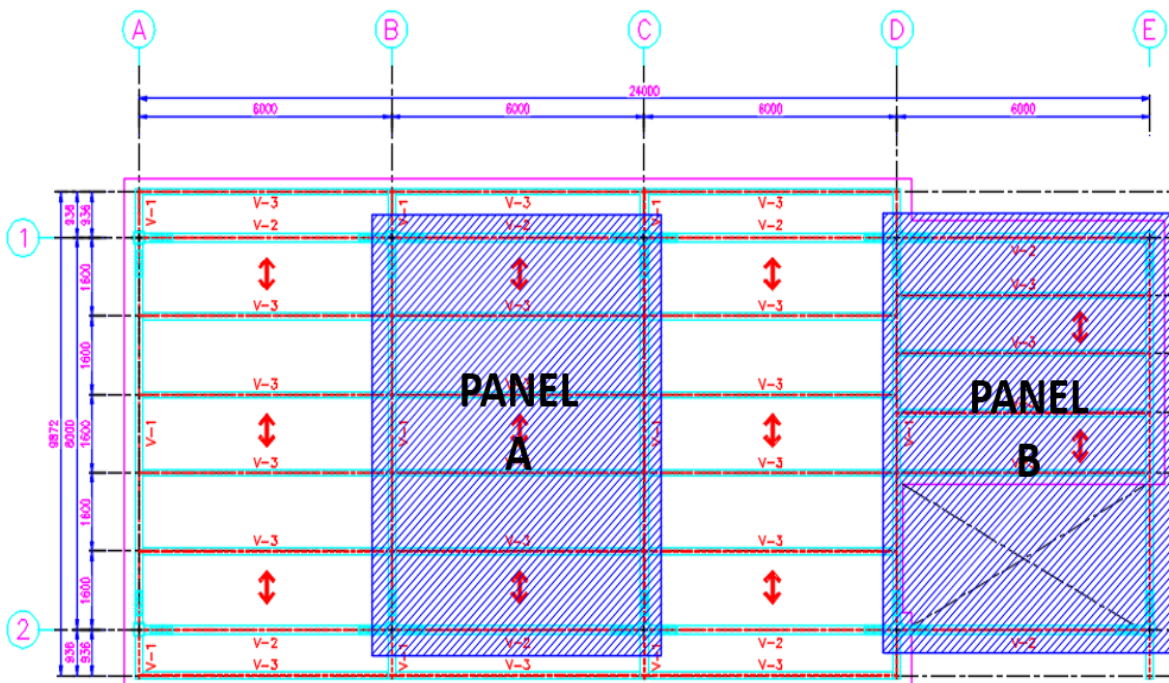 A B C D E
24000
6000 6000 6000 6000
V-3 V-3 V-3
936 936 V-1 V-1 V-1
V-2 V-2 V-2
1 V-2
V-3
1600
V-3 V-3 V-3
1600
V-3
PANEL PANEL
V-3 V-3 V-3
1600
9872 8000 V-1 V-1 V-1 V-1
A B
V-3 V-3 V-3
1600
V-3 V-3 V-3
1600
2
V-2 V-2 V-2 V-2
936 936 V-1 V-1 V-1
V-3 V-3 V-3